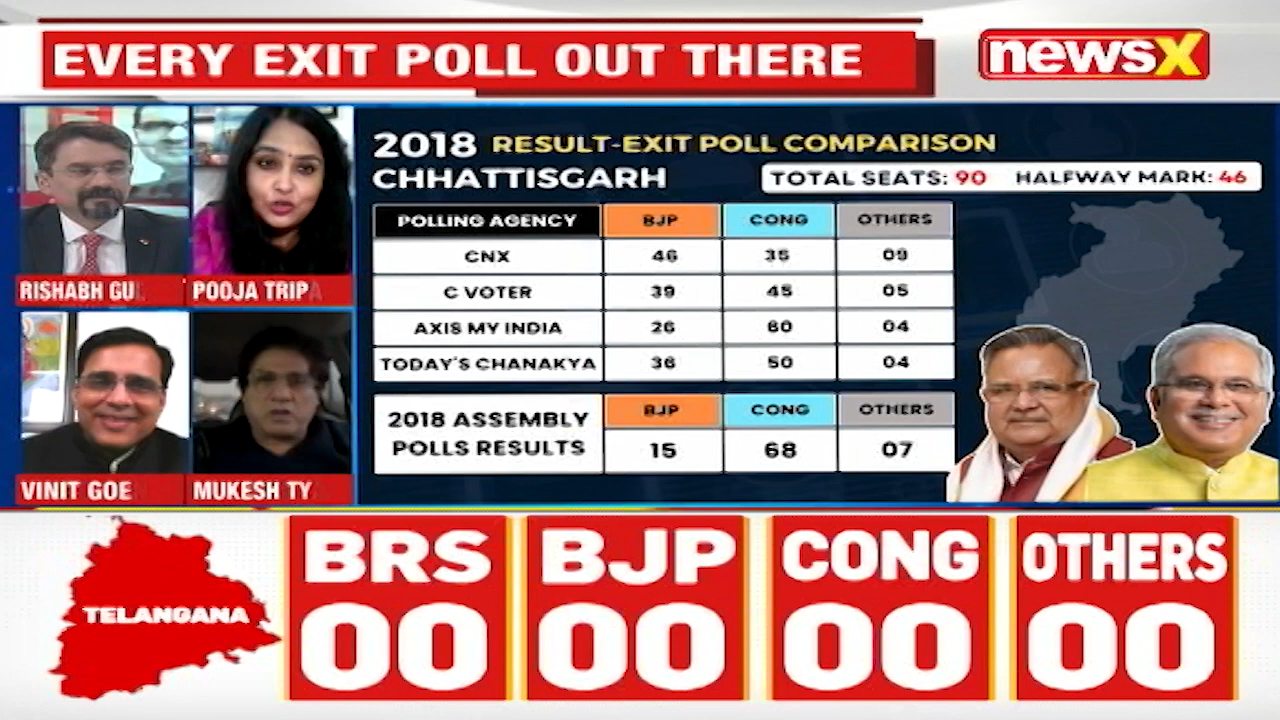 EVERY EXIT POLL OUT THERE
newsX
RISHABH GU
POOJA TRIPA
VINIT GOE
MUKESH TY
2018 RESULT-EXIT POLL COMPARISON
CHHATTISGARH
TOTAL SEATS: 90 HALFWAY MARK: 46
POLLING AGENCY BJP CONG OTHERS
CNX 46 35 09
C VOTER 39 45 05
AXIS MY INDIA 26 60 04
TODAY'S CHANAKYA 36 50 04
2018 ASSEMBLY
POLLS RESULTS
BJP CONG OTHERS
15 68 07
TELANGANA
BRS BJP CONG OTHERS
00 00 00 00